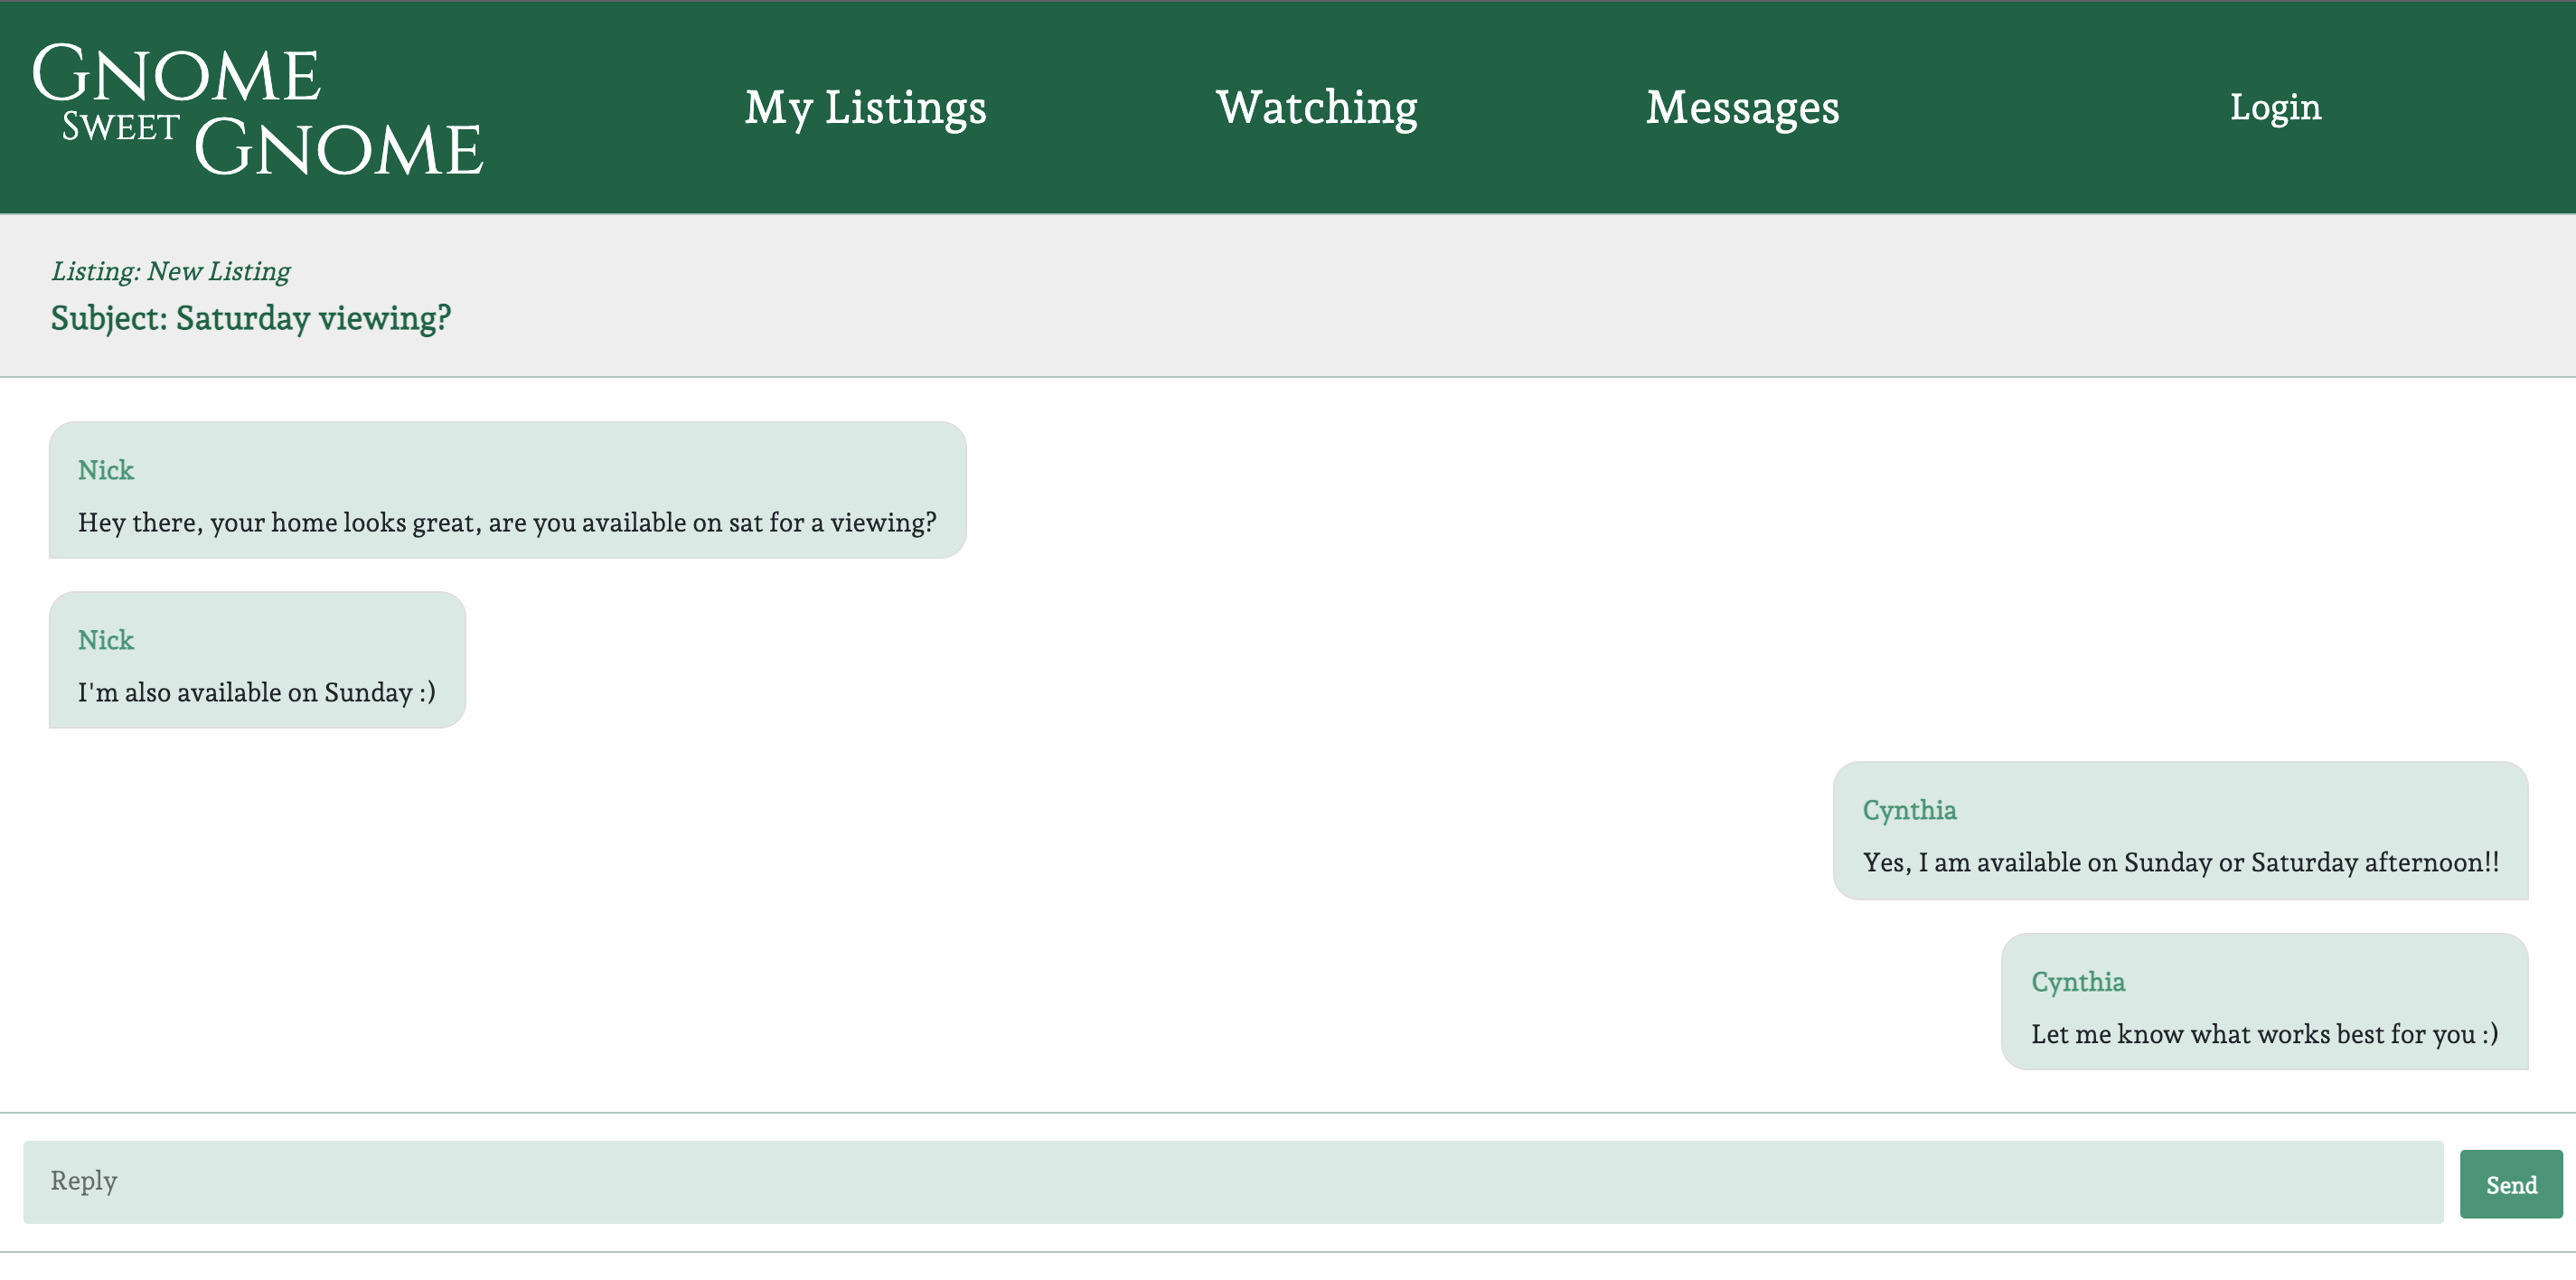 GNOME
SWEET GNOME
My Listings Watching Messages Login
Listing: New Listing
Subject: Saturday viewing?
Nick
Hey there, your home looks great, are you available on sat for a viewing?
Nick
I'm also available on Sunday :)
Cynthia
Yes, I am available on Sunday or Saturday afternoon!!
Cynthia
Let me know what works best for you :)
Reply
Send